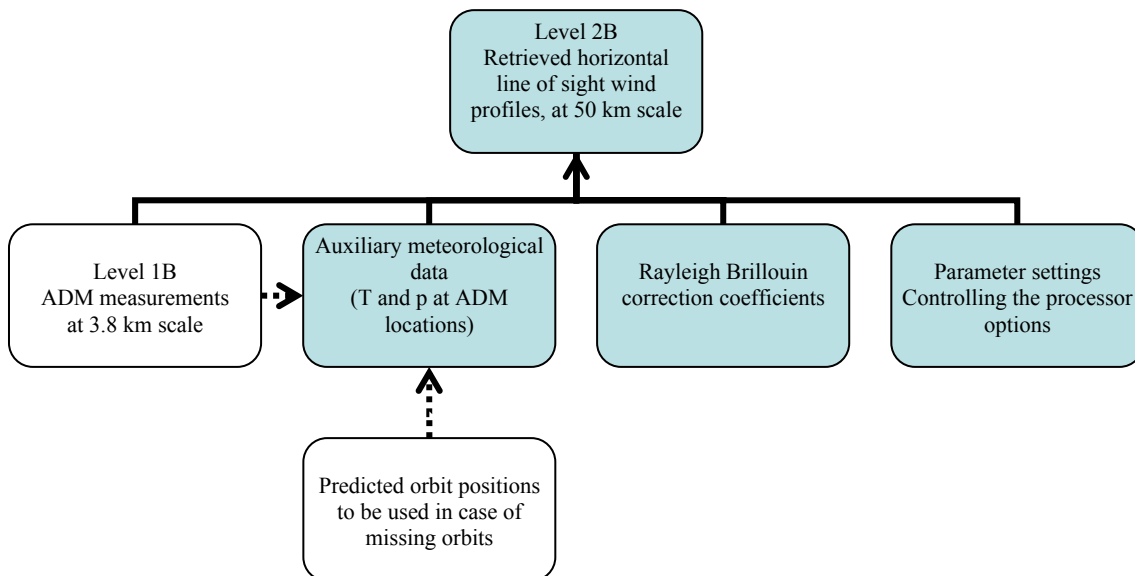 Level 2B
Retrieved horizontal
line of sight wind
profiles, at 50 km scale
Level 1B
ADM measurements
at 3.8 km scale
Auxiliary meteorological
data
(T and p at ADM
locations)
Rayleigh Brillouin
correction coefficients
Parameter settings
Controlling the processor
options
Predicted orbit positions
to be used in case of
missing orbits